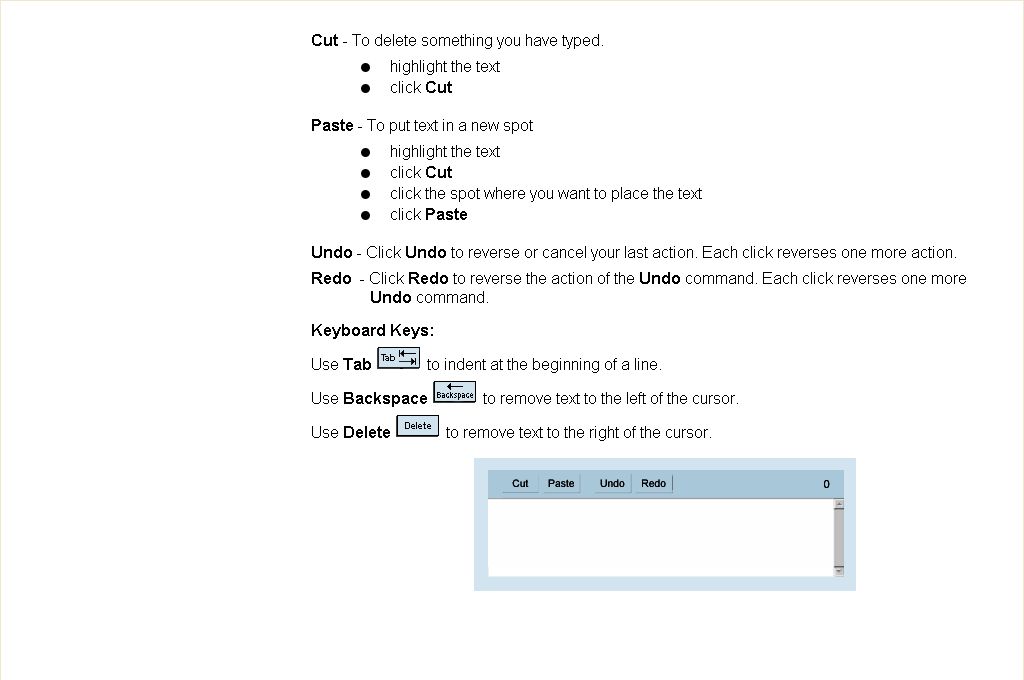 Cut - To delete something you have typed.
● highlight the text
● click Cut
Paste - To put text in a new spot
● highlight the text
● click Cut
● click the spot where you want to place the text
● click Paste
Undo - Click Undo to reverse or cancel your last action. Each click reverses one more action.
Redo - Click Redo to reverse the action of the Undo command. Each click reverses one more
Undo command.
Keyboard Keys:
Use Tab Tab to indent at the beginning of a line.
Use Backspace Backspace to remove text to the left of the cursor.
Use Delete Delete to remove text to the right of the cursor.
Cut Paste Undo Redo 0